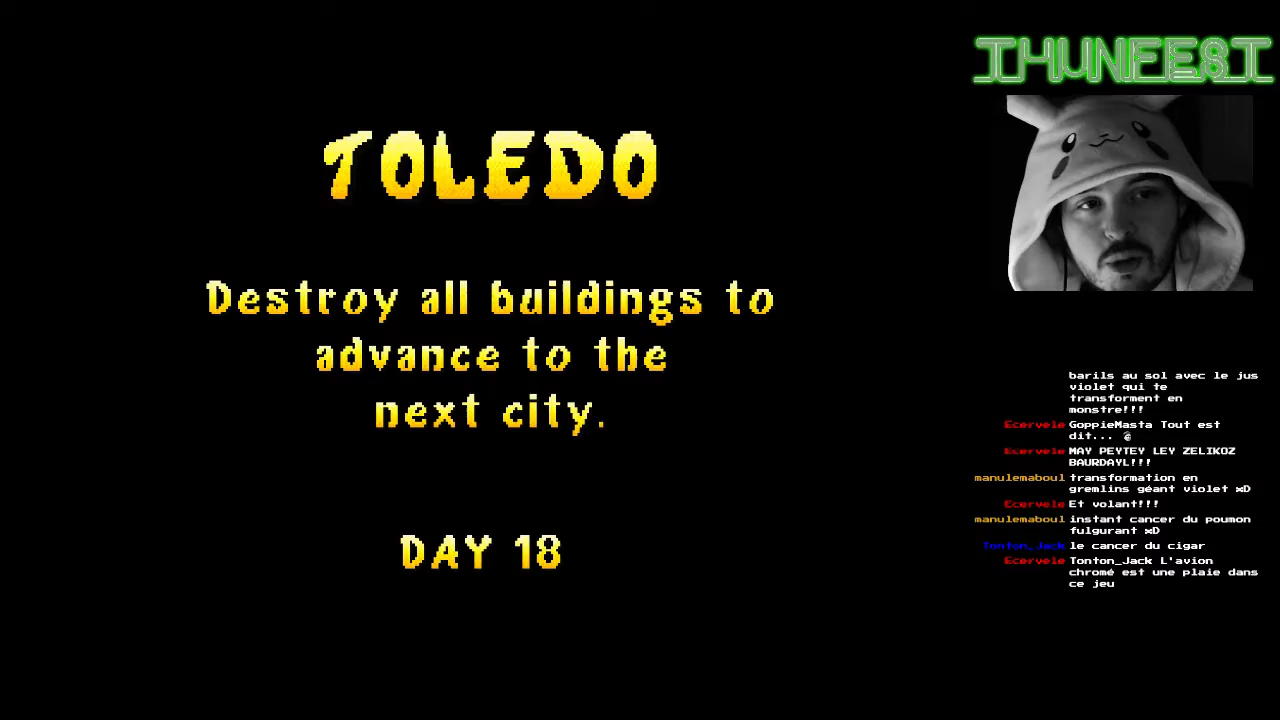 TOLEDO
Destroy all buildings to
advance to the
next city.
DAY 18
THUNFEST
barils au sol avec le jus
violet qui te
transforment en
monstre!!!
Ecervele GoppieMasta Tout est
dit...
Ecervele MAY PEYTEY LEY ZELIKOZ
BAURDAYL!!!
manulemaboul transformation en
gremlins géant violet xD
Ecervele Et volant!!!
manulemaboul instant cancer du poumon
fulgurant xD
Tonton_Jack le cancer du cigar
Ecervele Tonton_Jack L'avion
chromé est une plaie dans
ce jeu